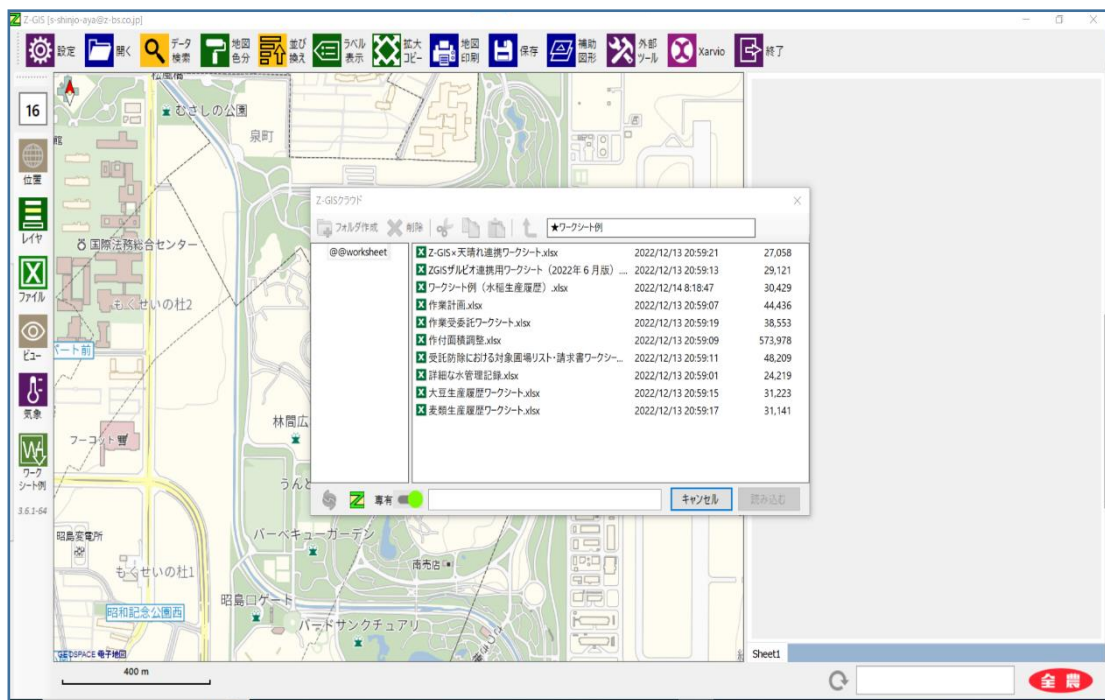 Z-GIS [s-shinjo-aya@z-bs.co.jp]
設定 開く データ検索 地図色分 並び換え ラベル表示 拡大コピー 地図印刷 保存 補助図形 外部ツール Xarvio 終了
16
位置
レイヤ
ファイル
ビュー
気象
ワークシート例
3.6.1-64
むさしの公園
泉町
国際法務総合センター
もくせいの杜2
フーコット
林間広
うんど
昭島変電所
もくせいの杜1
昭和記念公園西
バーベキューガーデン
南売店
昭島口ゲート
バードサンクチュアリ
GEOSPACE 電子地図
400 m
Z-GISクラウド
フォルダ作成 削除 ★ワークシート例
@@worksheet
Z-GIS×天晴れ連携ワークシート.xlsx 2022/12/13 20:59:21 27,058
ZGISザルビオ連携用ワークシート（2022年６月版）.... 2022/12/13 20:59:13 29,121
ワークシート例（水稲生産履歴）.xlsx 2022/12/14 8:18:47 30,429
作業計画.xlsx 2022/12/13 20:59:07 44,436
作業受委託ワークシート.xlsx 2022/12/13 20:59:19 38,553
作付面積調整.xlsx 2022/12/13 20:59:09 573,978
受託防除における対象圃場リスト・請求書ワークシー... 2022/12/13 20:59:11 48,209
詳細な水管理記録.xlsx 2022/12/13 20:59:01 24,219
大豆生産履歴ワークシート.xlsx 2022/12/13 20:59:15 31,223
麦類生産履歴ワークシート.xlsx 2022/12/13 20:59:17 31,141
専有 キャンセル 読み込む
Sheet1
全農